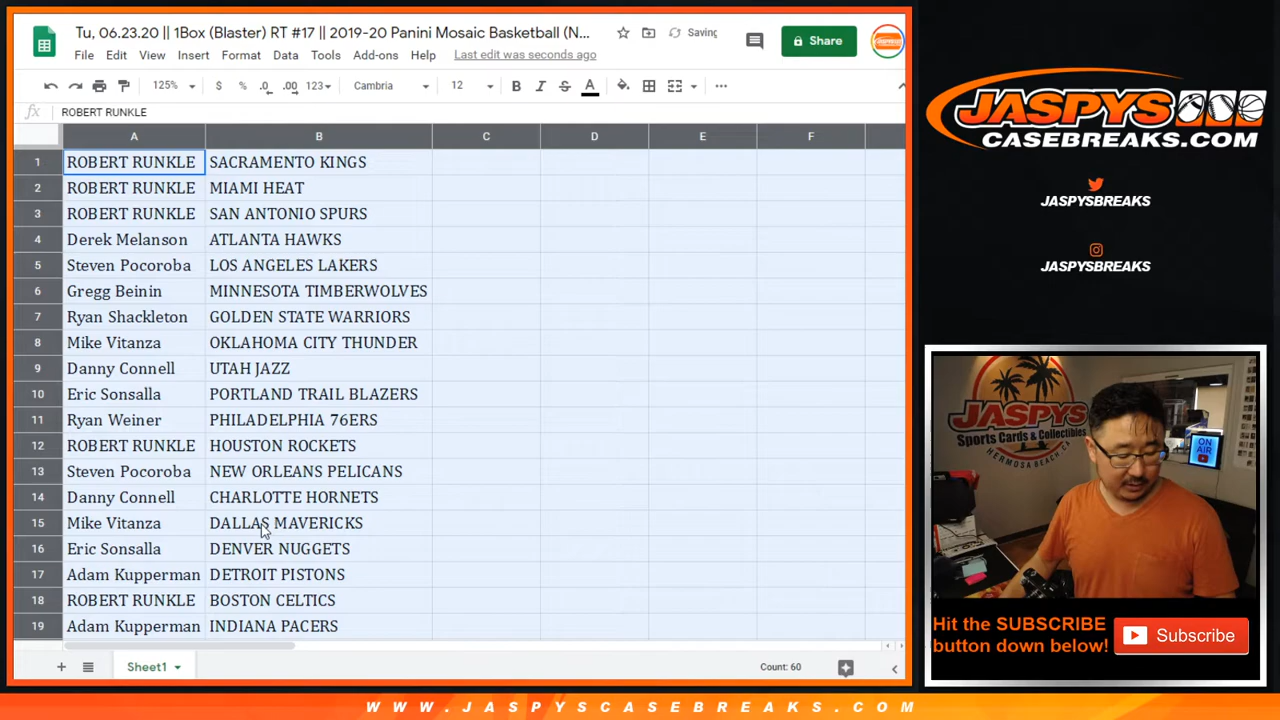 Tu, 06.23.20 || 1Box (Blaster) RT #17 || 2019-20 Panini Mosaic Basketball (N... Saving
File Edit View Insert Format Data Tools Add-ons Help Last edit was seconds ago
Share
125% $ % .0 .00 123 Cambria 12 B I S A
fx ROBERT RUNKLE
A B C D E F
1 ROBERT RUNKLE SACRAMENTO KINGS
2 ROBERT RUNKLE MIAMI HEAT
3 ROBERT RUNKLE SAN ANTONIO SPURS
4 Derek Melanson ATLANTA HAWKS
5 Steven Pocoroba LOS ANGELES LAKERS
6 Gregg Beinin MINNESOTA TIMBERWOLVES
7 Ryan Shackleton GOLDEN STATE WARRIORS
8 Mike Vitanza OKLAHOMA CITY THUNDER
9 Danny Connell UTAH JAZZ
10 Eric Sonsalla PORTLAND TRAIL BLAZERS
11 Ryan Weiner PHILADELPHIA 76ERS
12 ROBERT RUNKLE HOUSTON ROCKETS
13 Steven Pocoroba NEW ORLEANS PELICANS
14 Danny Connell CHARLOTTE HORNETS
15 Mike Vitanza DALLAS MAVERICKS
16 Eric Sonsalla DENVER NUGGETS
17 Adam Kupperman DETROIT PISTONS
18 ROBERT RUNKLE BOSTON CELTICS
19 Adam Kupperman INDIANA PACERS
Sheet1
Count: 60
JASPYS
CASEBREAKS.COM
JASPYSBREAKS
JASPYSBREAKS
JASPYS
Sports Cards & Collectibles
HERMOSA BEACH, CA
ON AIR
Hit the SUBSCRIBE
button down below!
Subscribe
WWW.JASPYSCASEBREAKS.COM